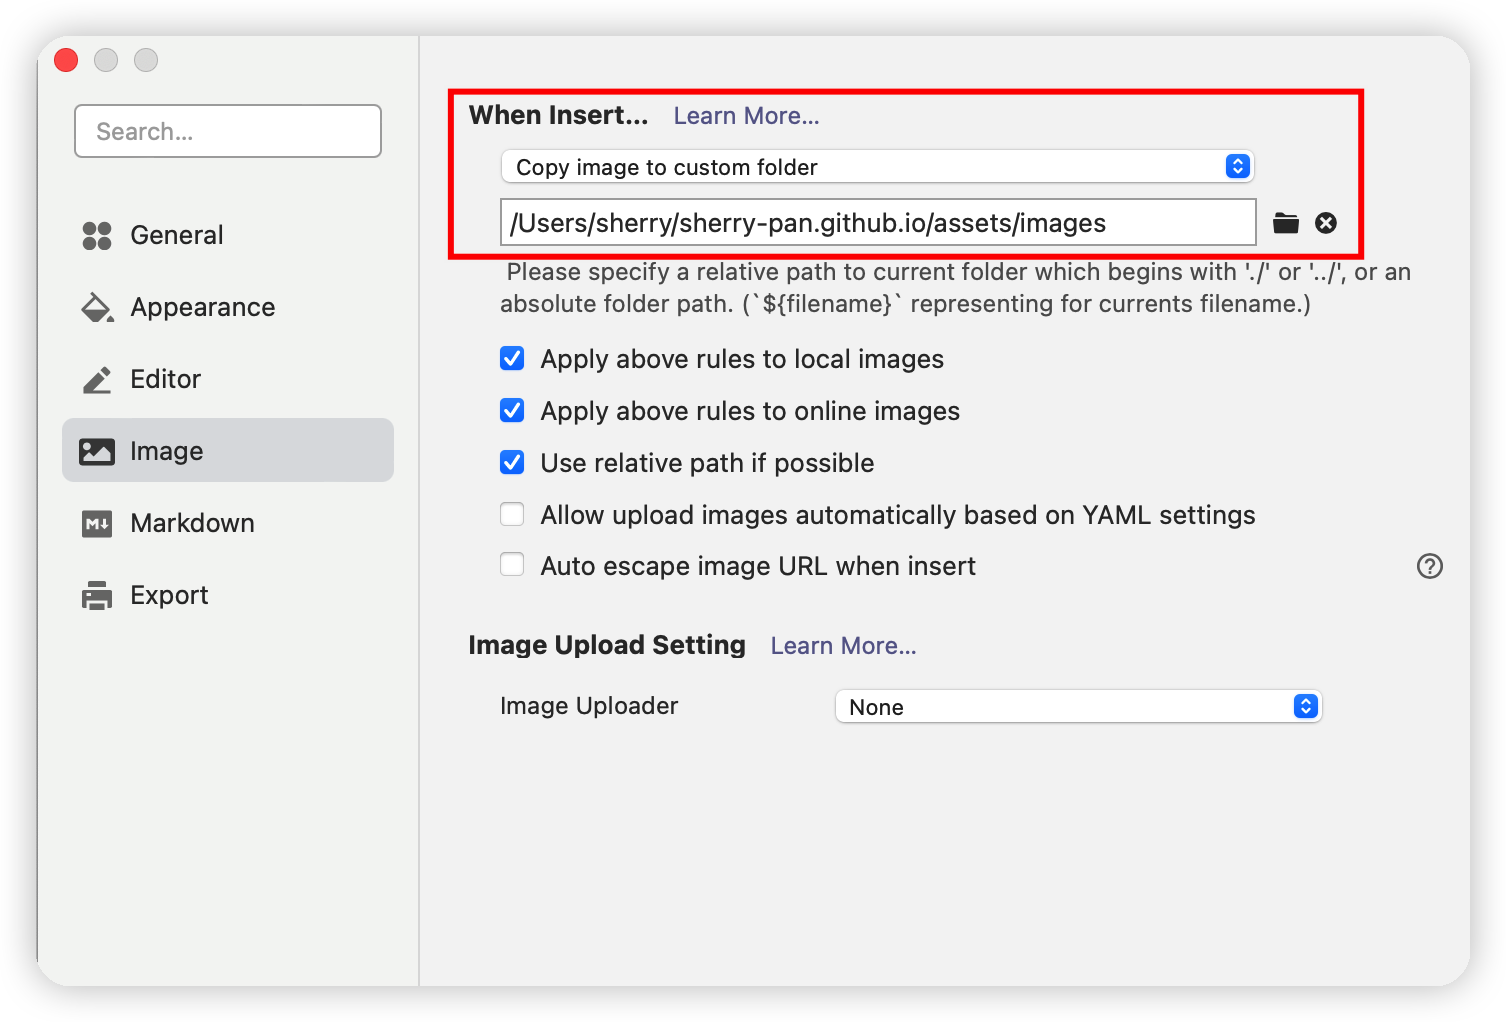 Search...
General
Appearance
Editor
Image
Markdown
Export
When Insert... Learn More...
Copy image to custom folder
/Users/sherry/sherry-pan.github.io/assets/images
Please specify a relative path to current folder which begins with './' or '../', or an
absolute folder path. (`${filename}` representing for currents filename.)
Apply above rules to local images
Apply above rules to online images
Use relative path if possible
Allow upload images automatically based on YAML settings
Auto escape image URL when insert
Image Upload Setting Learn More...
Image Uploader None